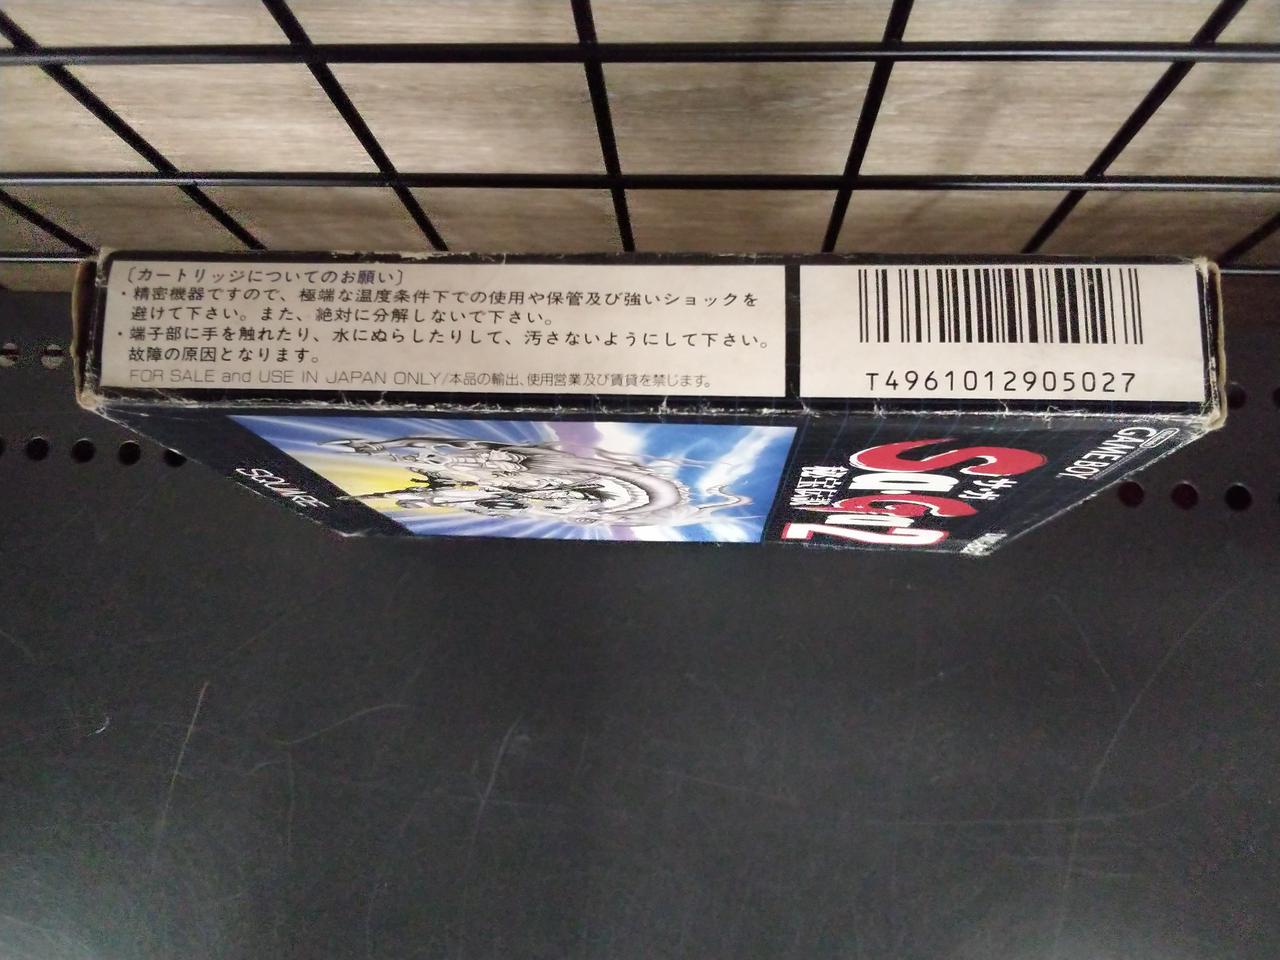 〔カートリッジについてのお願い〕
・精密機器ですので、極端な温度条件下での使用や保管及び強いショックを
避けて下さい。また、絶対に分解しないで下さい。
・端子部に手を触れたり、水にぬらしたりして、汚さないようにして下さい。
故障の原因となります。
FOR SALE and USE IN JAPAN ONLY/本品の輸出、使用営業及び賃貸を禁じます。
T4961012905027
Nintendo
GAME BOY
サ・ガ
Sa・Ga2
秘宝伝説
SQUARE